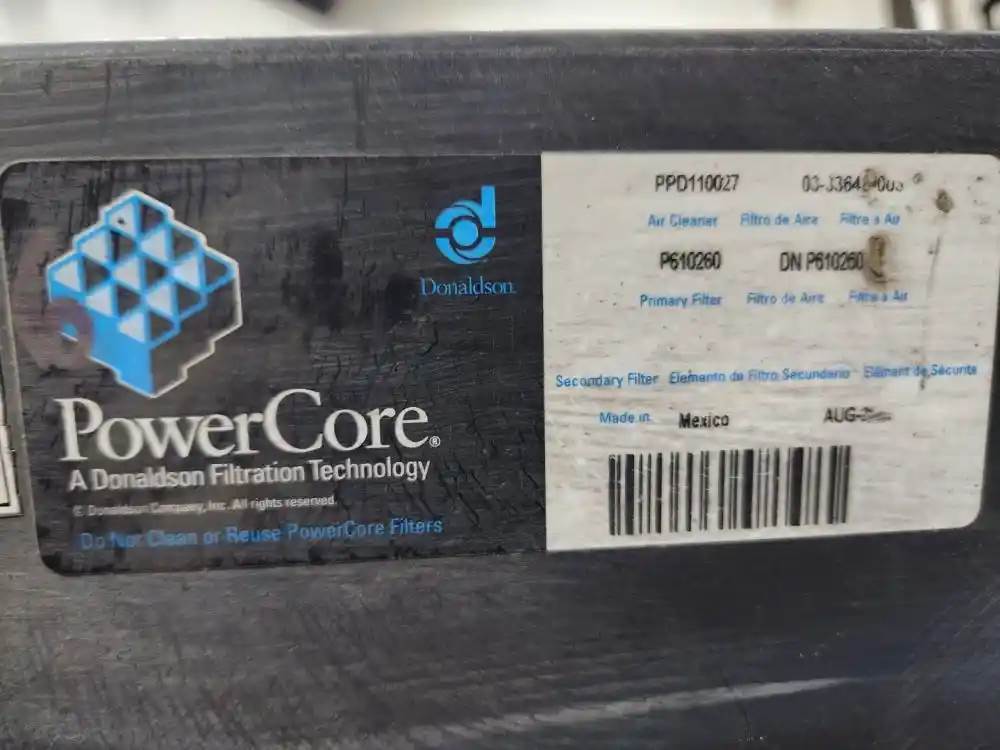 Donaldson.
PowerCore®
A Donaldson Filtration Technology
© Donaldson Company, Inc. All rights reserved.
Do Not Clean or Reuse PowerCore Filters
PPD110027
Air Cleaner Filtro de Aire Filtre à Air
P610260 DN P610260
Primary Filter Filtro de Aire Filtre à Air
Secondary Filter Elemento de Filtro Secundario Élément de Sécurité
Made in Mexico AUG-